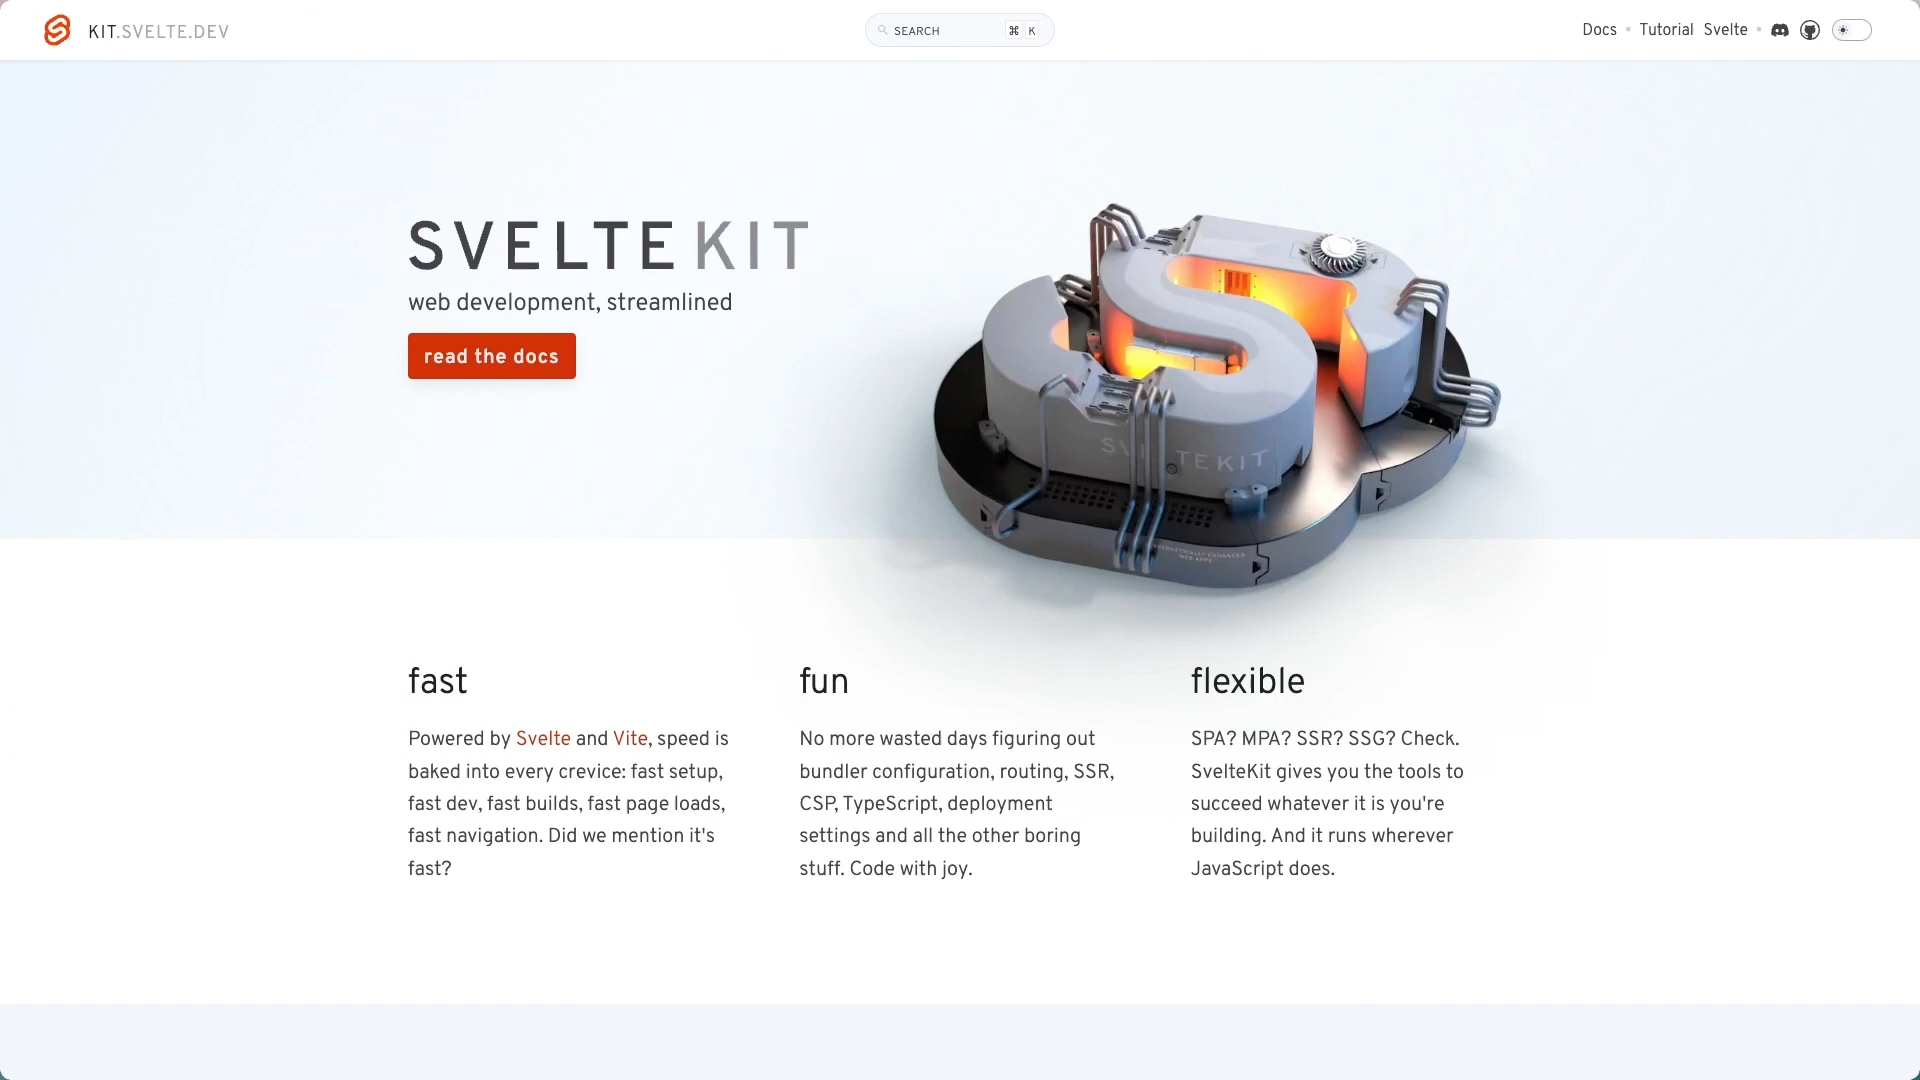 KIT.SVELTE.DEV
SEARCH
⌘ K
Docs • Tutorial Svelte •
SVELTE KIT
web development, streamlined
read the docs
TEKIT
WEB APPS
fast
Powered by Svelte and Vite, speed is
baked into every crevice: fast setup,
fast dev, fast builds, fast page loads,
fast navigation. Did we mention it's
fast?
fun
No more wasted days figuring out
bundler configuration, routing, SSR,
CSP, TypeScript, deployment
settings and all the other boring
stuff. Code with joy.
flexible
SPA? MPA? SSR? SSG? Check.
SvelteKit gives you the tools to
succeed whatever it is you're
building. And it runs wherever
JavaScript does.